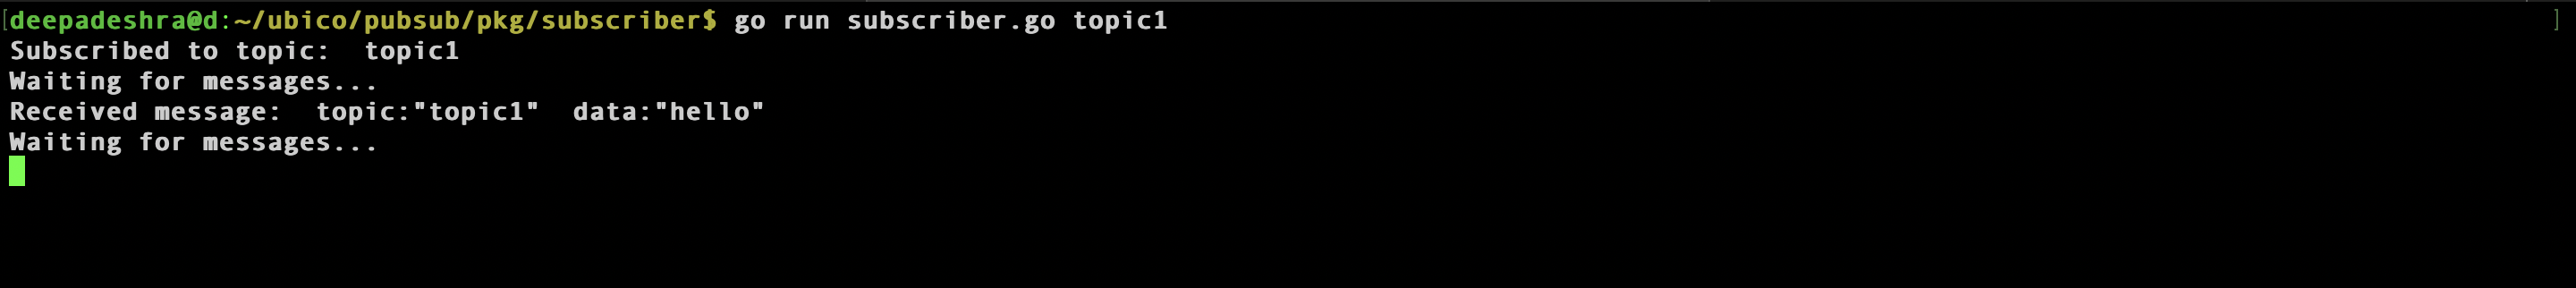 [deepadeshra@d:~/ubico/pubsub/pkg/subscriber$ go run subscriber.go topic1 ]
Subscribed to topic:  topic1
Waiting for messages...
Received message:  topic:"topic1"  data:"hello"
Waiting for messages...